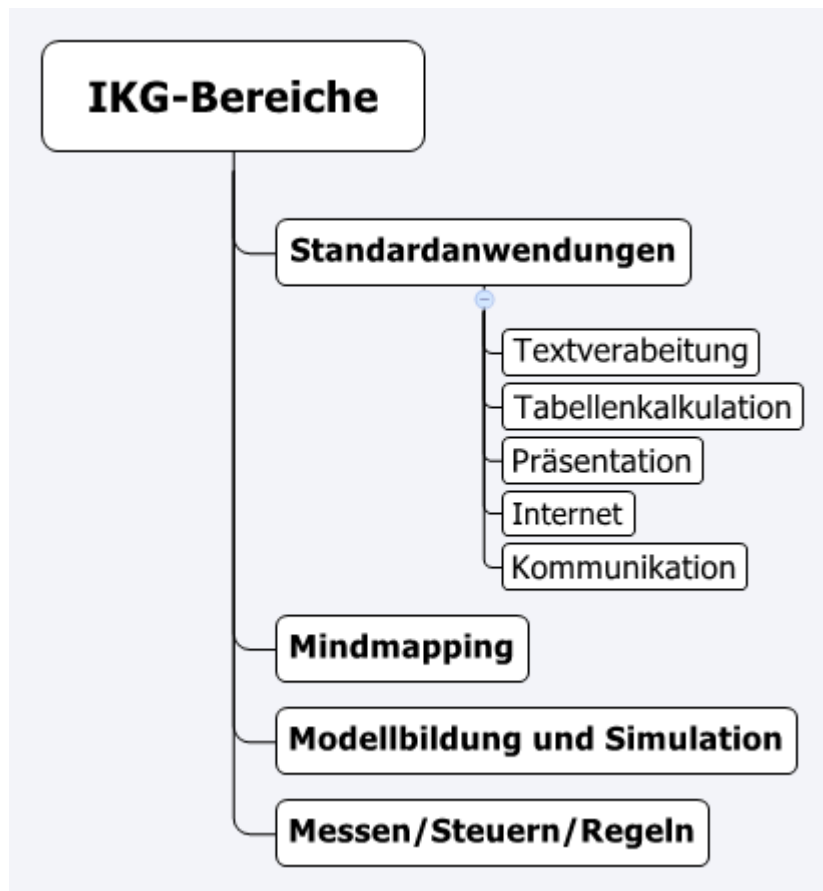 IKG-Bereiche
Standardanwendungen
Textverabeitung
Tabellenkalkulation
Präsentation
Internet
Kommunikation
Mindmapping
Modellbildung und Simulation
Messen/Steuern/Regeln